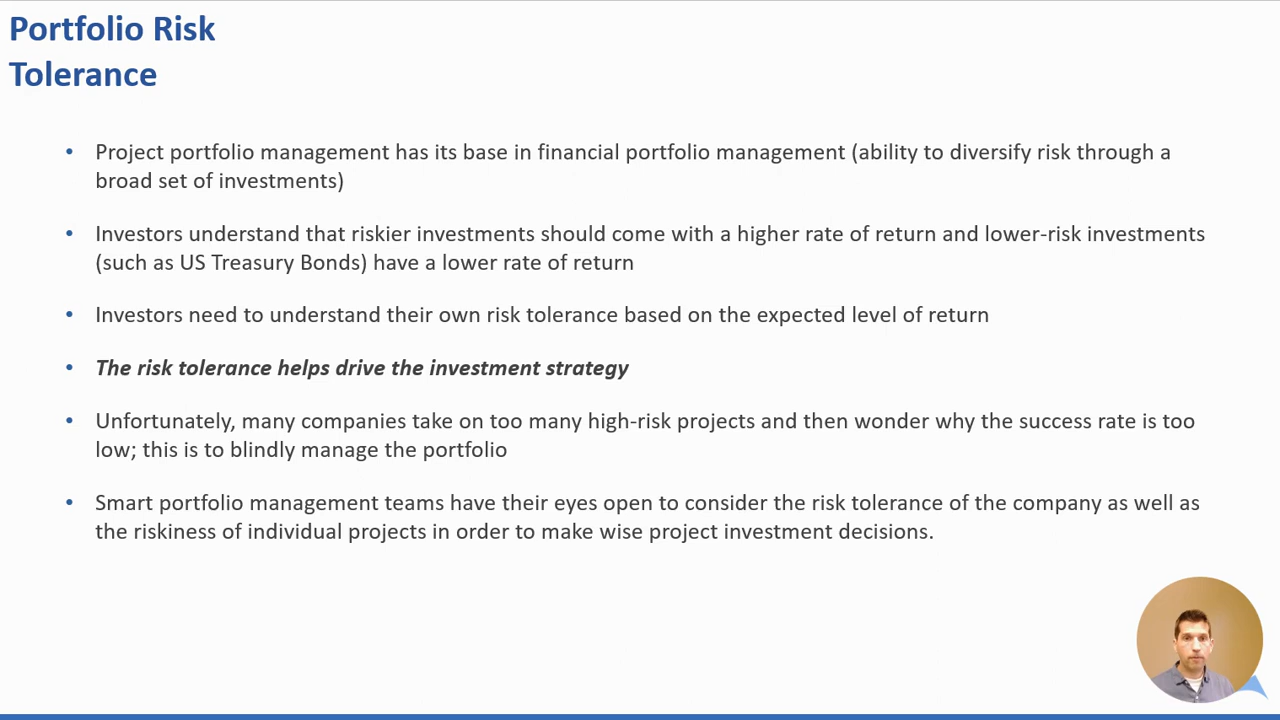 Portfolio Risk
Tolerance
• Project portfolio management has its base in financial portfolio management (ability to diversify risk through a
broad set of investments)
• Investors understand that riskier investments should come with a higher rate of return and lower-risk investments
(such as US Treasury Bonds) have a lower rate of return
• Investors need to understand their own risk tolerance based on the expected level of return
• The risk tolerance helps drive the investment strategy
• Unfortunately, many companies take on too many high-risk projects and then wonder why the success rate is too
low; this is to blindly manage the portfolio
• Smart portfolio management teams have their eyes open to consider the risk tolerance of the company as well as
the riskiness of individual projects in order to make wise project investment decisions.